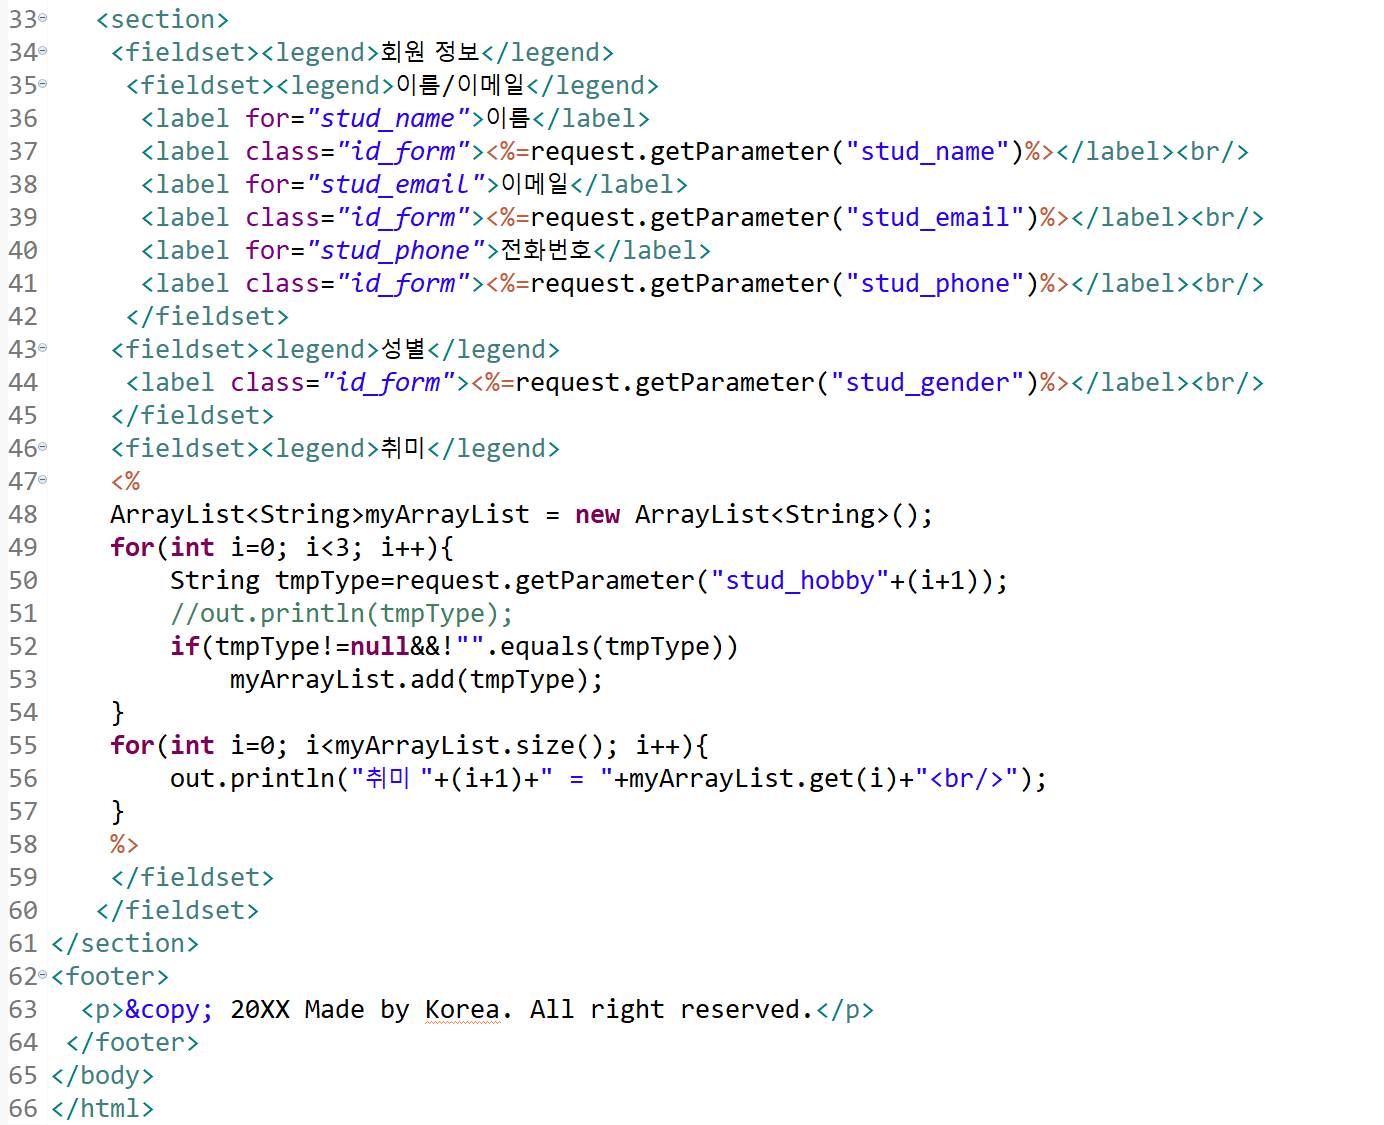 33 <section>
34 <fieldset><legend>회원 정보</legend>
35 <fieldset><legend>이름/이메일</legend>
36 <label for="stud_name">이름</label>
37 <label class="id_form"><%=request.getParameter("stud_name")%></label><br/>
38 <label for="stud_email">이메일</label>
39 <label class="id_form"><%=request.getParameter("stud_email")%></label><br/>
40 <label for="stud_phone">전화번호</label>
41 <label class="id_form"><%=request.getParameter("stud_phone")%></label><br/>
42 </fieldset>
43 <fieldset><legend>성별</legend>
44 <label class="id_form"><%=request.getParameter("stud_gender")%></label><br/>
45 </fieldset>
46 <fieldset><legend>취미</legend>
47 <%
48 ArrayList<String>myArrayList = new ArrayList<String>();
49 for(int i=0; i<3; i++){
50 String tmpType=request.getParameter("stud_hobby"+(i+1));
51 //out.println(tmpType);
52 if(tmpType!=null&&!"".equals(tmpType))
53 myArrayList.add(tmpType);
54 }
55 for(int i=0; i<myArrayList.size(); i++){
56 out.println("취미 "+(i+1)+" = "+myArrayList.get(i)+"<br/>");
57 }
58 %>
59 </fieldset>
60 </fieldset>
61 </section>
62 <footer>
63 <p>&copy; 20XX Made by Korea. All right reserved.</p>
64 </footer>
65 </body>
66 </html>